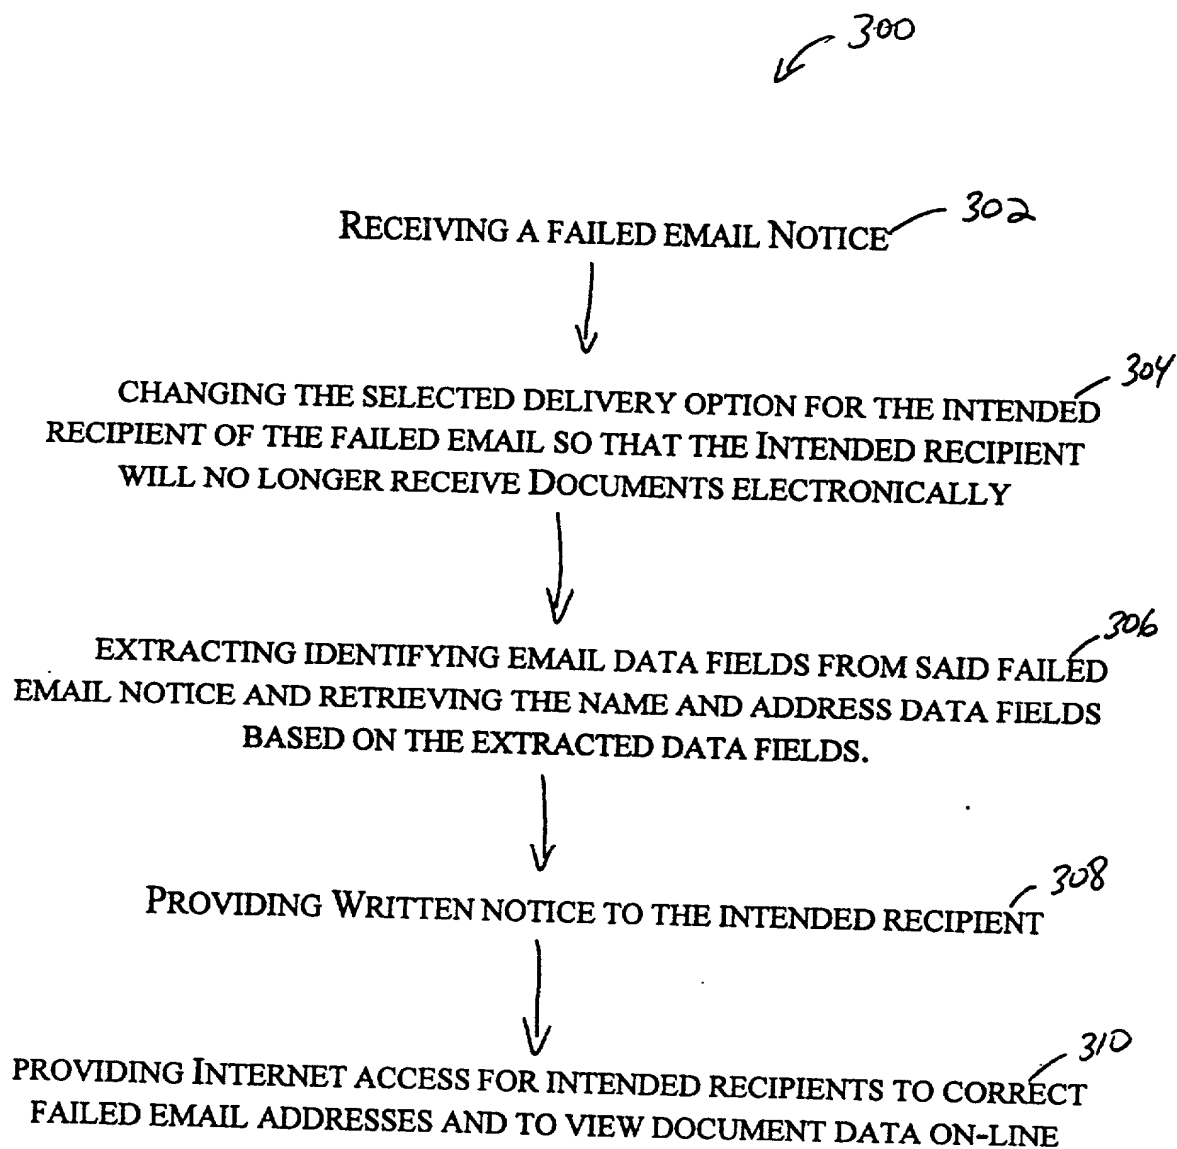 300
RECEIVING A FAILED EMAIL NOTICE 302
304
CHANGING THE SELECTED DELIVERY OPTION FOR THE INTENDED
RECIPIENT OF THE FAILED EMAIL SO THAT THE INTENDED RECIPIENT
WILL NO LONGER RECEIVE DOCUMENTS ELECTRONICALLY
306
EXTRACTING IDENTIFYING EMAIL DATA FIELDS FROM SAID FAILED
EMAIL NOTICE AND RETRIEVING THE NAME AND ADDRESS DATA FIELDS
BASED ON THE EXTRACTED DATA FIELDS.
308
PROVIDING WRITTEN NOTICE TO THE INTENDED RECIPIENT
310
PROVIDING INTERNET ACCESS FOR INTENDED RECIPIENTS TO CORRECT
FAILED EMAIL ADDRESSES AND TO VIEW DOCUMENT DATA ON-LINE